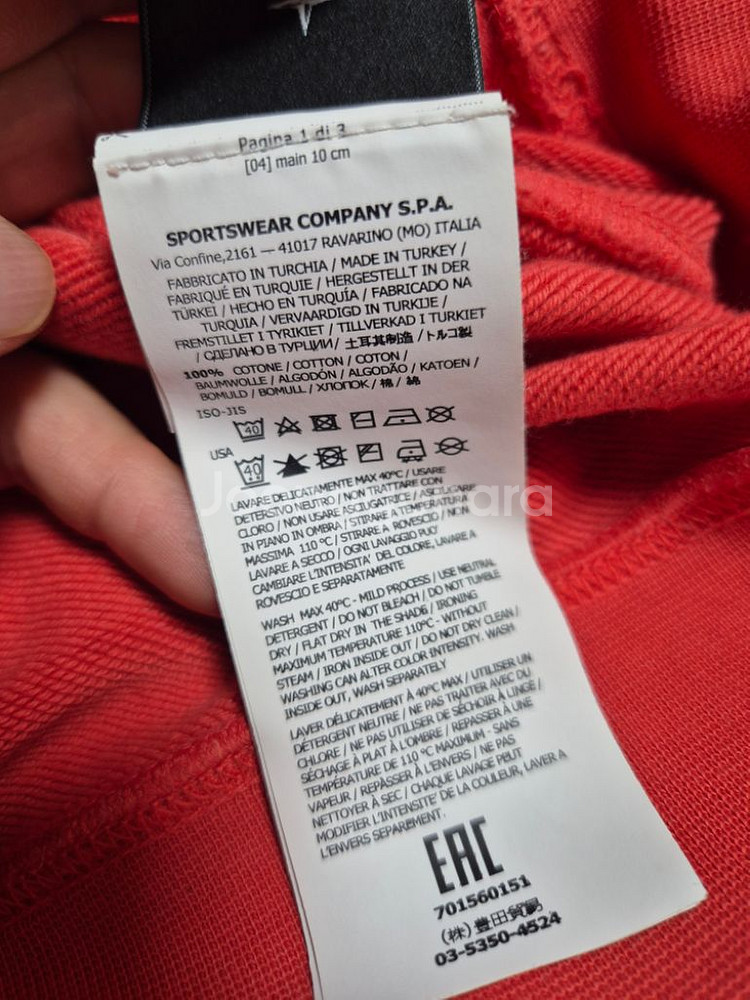 Pagina 1 di 3
[04] main 10 cm
SPORTSWEAR COMPANY S.P.A.
Via Confine,2161 — 41017 RAVARINO (MO) ITALIA
FABBRICATO IN TURCHIA / MADE IN TURKEY /
FABRIQUÉ EN TURQUIE / HERGESTELLT IN DER
TÜRKEI / HECHO EN TURQUÍA / FABRICADO NA
TURQUIA / VERVAARDIGD IN TURKIJE /
FREMSTILLET I TYRKIET / TILLVERKAD I TURKIET
/ СДЕЛАНО В ТУРЦИИ / 土耳其制造 / トルコ製
100% COTONE / COTTON / COTON /
BAUMWOLLE / ALGODÓN / ALGODÃO / KATOEN /
BOMULD / BOMULL / ХЛОПОК / 棉 / 綿
ISO-JIS
40
USA
40
LAVARE DELICATAMENTE MAX 40°C / USARE
DETERSIVO NEUTRO / NON TRATTARE CON
CLORO / NON USARE ASCIUGATRICE / ASCIUGARE
IN PIANO IN OMBRA / STIRARE A TEMPERATURA
MASSIMA 110 °C / STIRARE A ROVESCIO / NON
LAVARE A SECCO / OGNI LAVAGGIO PUO'
CAMBIARE L'INTENSITA' DEL COLORE, LAVARE A
ROVESCIO E SEPARATAMENTE
WASH MAX 40°C - MILD PROCESS / USE NEUTRAL
DETERGENT / DO NOT BLEACH / DO NOT TUMBLE
DRY / FLAT DRY IN THE SHADE / IRONING
MAXIMUM TEMPERATURE 110°C - WITHOUT
STEAM / IRON INSIDE OUT / DO NOT DRY CLEAN /
WASHING CAN ALTER COLOR INTENSITY. WASH
INSIDE OUT, WASH SEPARATELY
LAVER DÉLICATEMENT À 40°C MAX / UTILISER UN
DÉTERGENT NEUTRE / NE PAS TRAITER AVEC DU
CHLORE / NE PAS UTILISER DE SÉCHOIR À LINGE /
SÉCHAGE À PLAT À L'OMBRE / REPASSER À UNE
TEMPÉRATURE DE 110 °C MAXIMUM - SANS
VAPEUR / REPASSER À L'ENVERS / NE PAS
NETTOYER À SEC / CHAQUE LAVAGE PEUT
MODIFIER L'INTENSITE' DE LA COULEUR, LAVER A
L'ENVERS SEPARÉMENT.
EAC
701560151
(株)豊田貿易
03-5350-4524